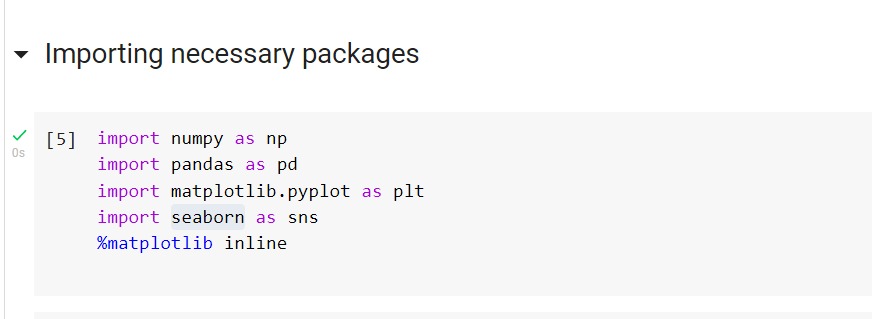 Importing necessary packages
[5] import numpy as np
0s
import pandas as pd
import matplotlib.pyplot as plt
import seaborn as sns
%matplotlib inline